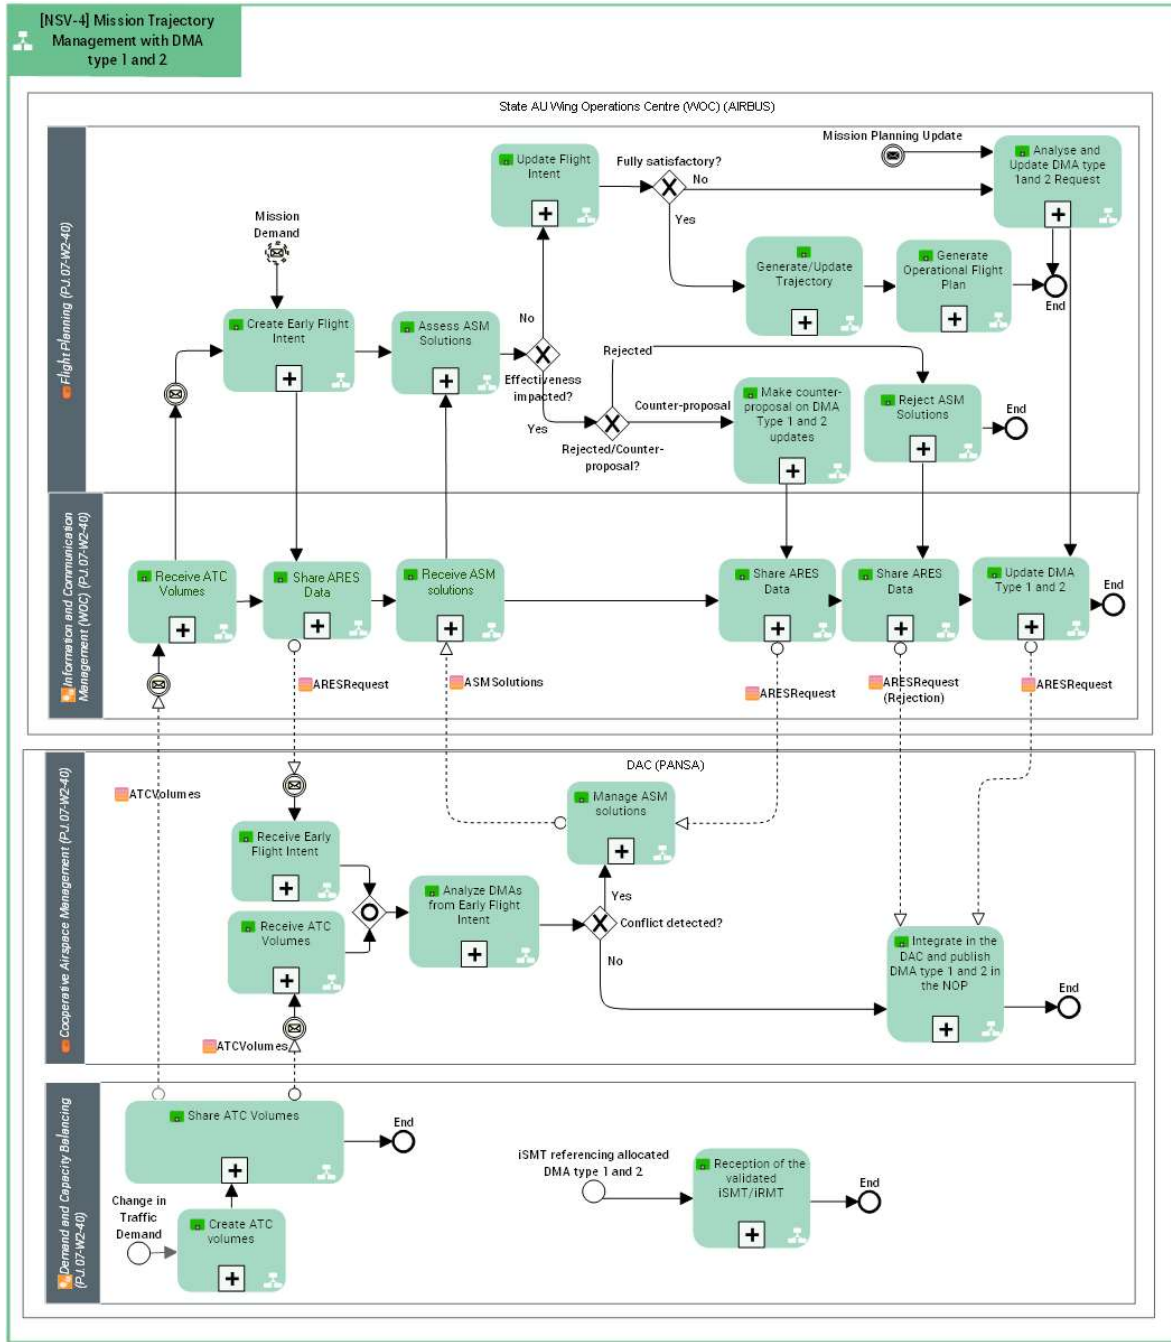 [NSV-4] Mission Trajectory
Management with DMA
type 1 and 2
State AU Wing Operations Centre (WOC) (AIRBUS)
Flight Planning (PJ.07-W2-40)
Mission Planning Update
Update Flight
Intent
Fully satisfactory?
No
Yes
Analyse and
Update DMA type
1and 2 Request
Mission
Demand
Generate/Update
Trajectory
Generate
Operational Flight
Plan
End
Create Early Flight
Intent
Assess ASM
Solutions
No
Effectiveness
impacted?
Yes
Rejected
Counter-proposal
Rejected/Counter-
proposal?
Make counter-
proposal on DMA
Type 1 and 2
updates
Reject ASM
Solutions
End
Information and Communication
Management (WOC) (PJ.07-W2-40)
Receive ATC
Volumes
Share ARES
Data
Receive ASM
solutions
Share ARES
Data
Share ARES
Data
Update DMA
Type 1 and 2
End
ARESRequest
ASMSolutions
ARESRequest
ARESRequest
(Rejection)
ARESRequest
Cooperative Airspace Management (PJ.07-W2-40)
DAC (PANSA)
ATCVolumes
Manage ASM
solutions
Receive Early
Flight Intent
Yes
Analyze DMAs
from Early Flight
Intent
Conflict detected?
Receive ATC
Volumes
No
Integrate in the
DAC and publish
DMA type 1 and 2 in
the NOP
End
ATCVolumes
Demand and Capacity Balancing
(PJ.07-W2-40)
Share ATC Volumes
End
iSMT referencing allocated
DMA type 1 and 2
Reception of the
validated
iSMT/iRMT
End
Change in
Traffic
Demand
Create ATC
volumes